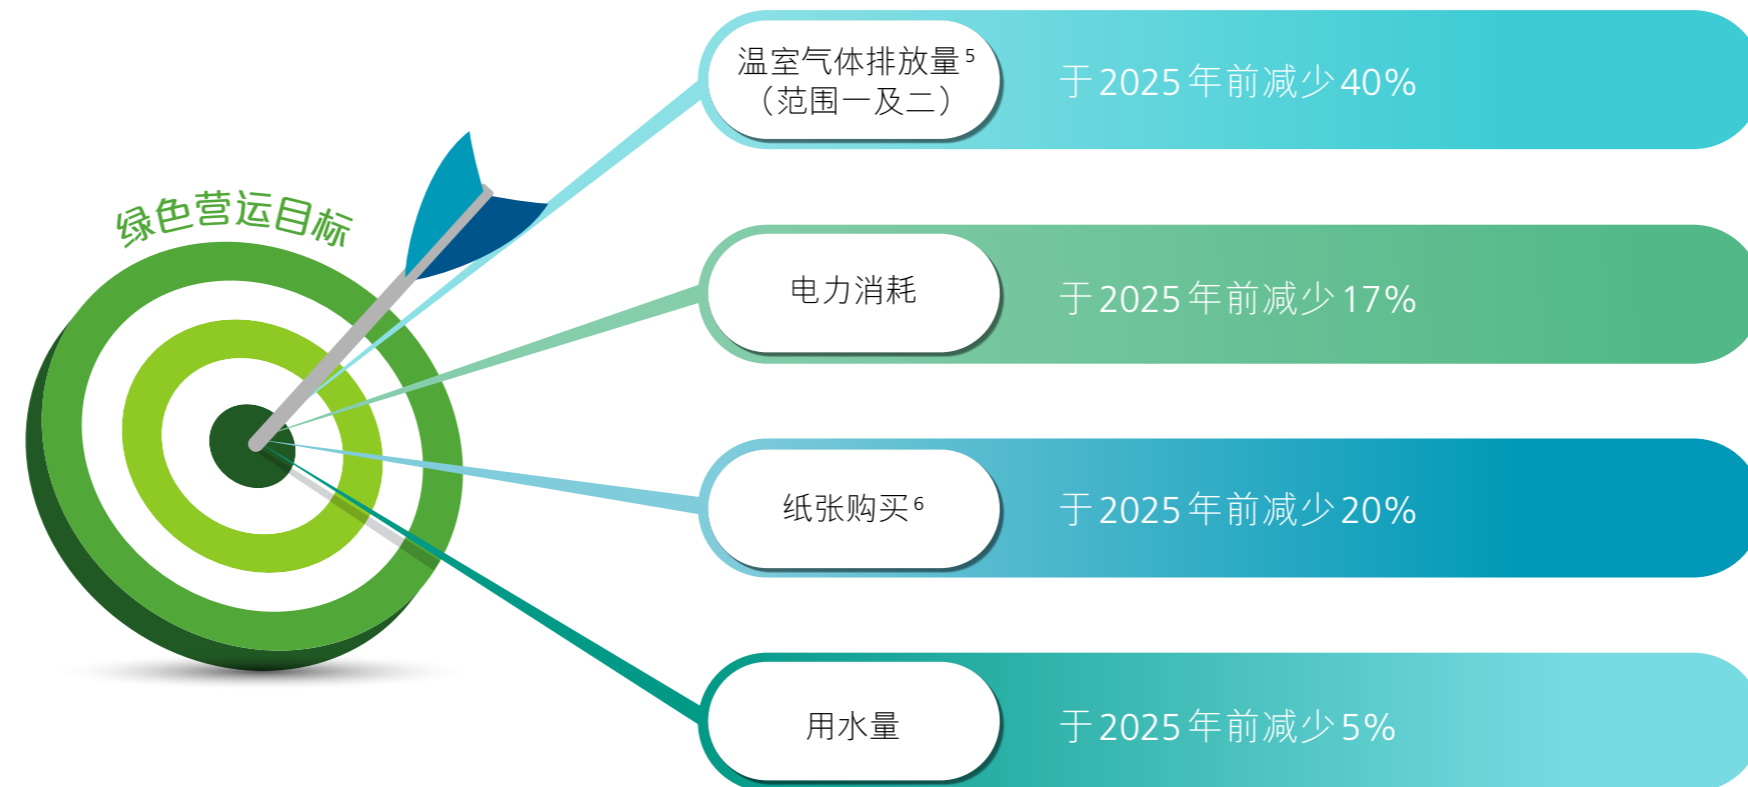 绿色营运目标
温室气体排放量5
（范围一及二）
于2025年前减少40%
电力消耗
于2025年前减少17%
纸张购买6
于2025年前减少20%
用水量
于2025年前减少5%